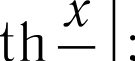 th x/ |;